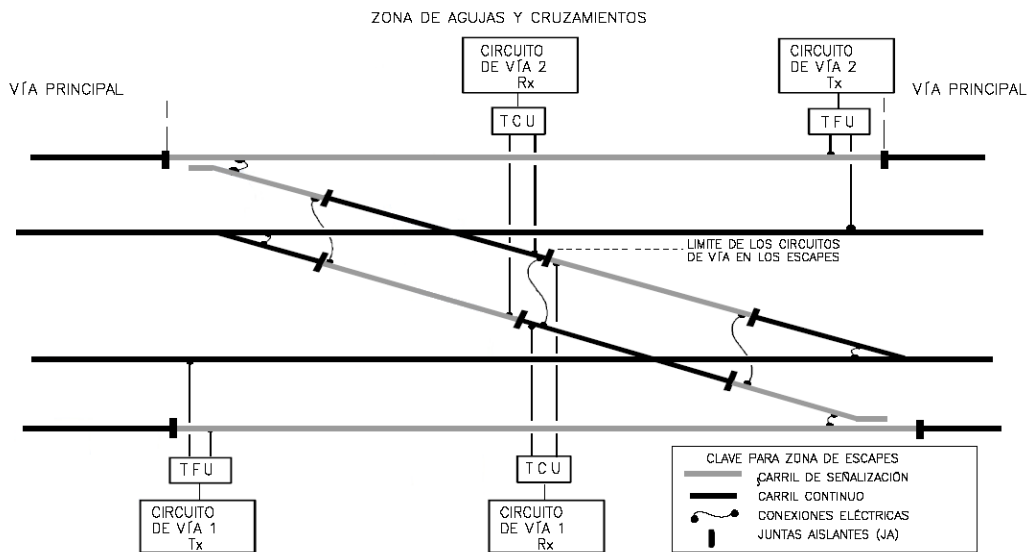 ZONA DE AGUJAS Y CRUZAMIENTOS
CIRCUITO
DE VÍA 2
Rx
CIRCUITO
DE VÍA 2
Tx
VÍA PRINCIPAL
VÍA PRINCIPAL
TCU
TFU
LIMITE DE LOS CIRCUITOS
DE VÍA EN LOS ESCAPES
TFU
TCU
CIRCUITO
DE VÍA 1
Tx
CIRCUITO
DE VÍA 1
Rx
CLAVE PARA ZONA DE ESCAPES
CARRIL DE SEÑALIZACIÓN
CARRIL CONTINUO
CONEXIONES ELÉCTRICAS
JUNTAS AISLANTES (JA)